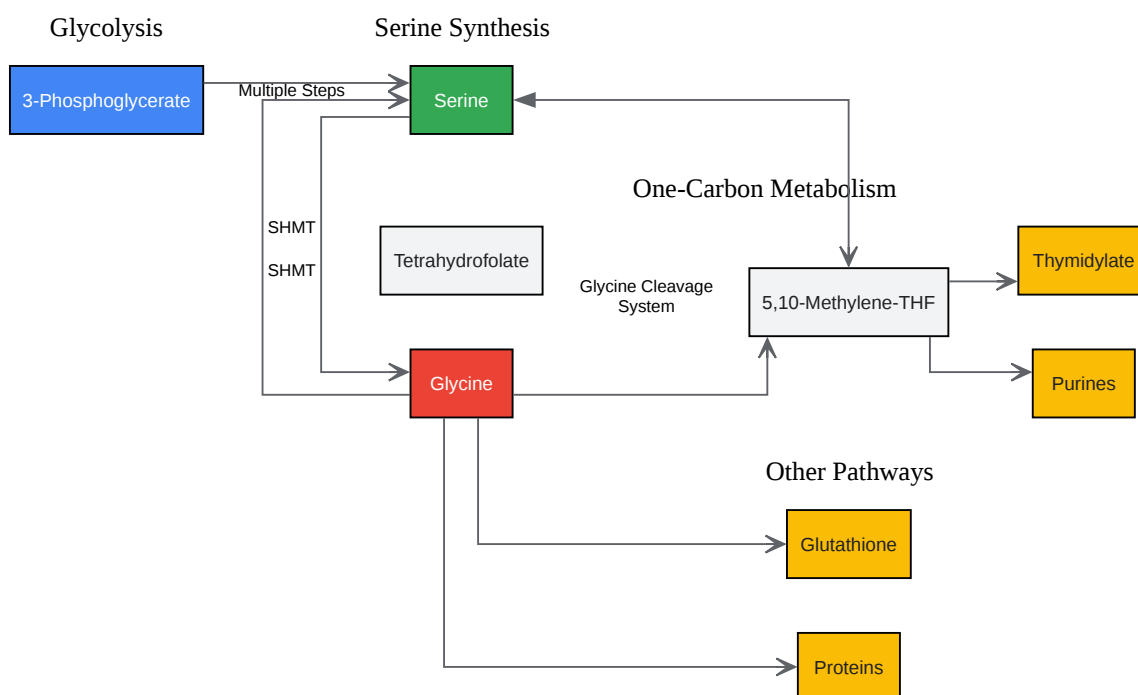 Glycolysis
Serine Synthesis
3-Phosphoglycerate
Multiple Steps
Serine
One-Carbon Metabolism
SHMT
SHMT
Tetrahydrofolate
Glycine Cleavage
System
5,10-Methylene-THF
Thymidylate
Glycine
Purines
Other Pathways
Glutathione
Proteins